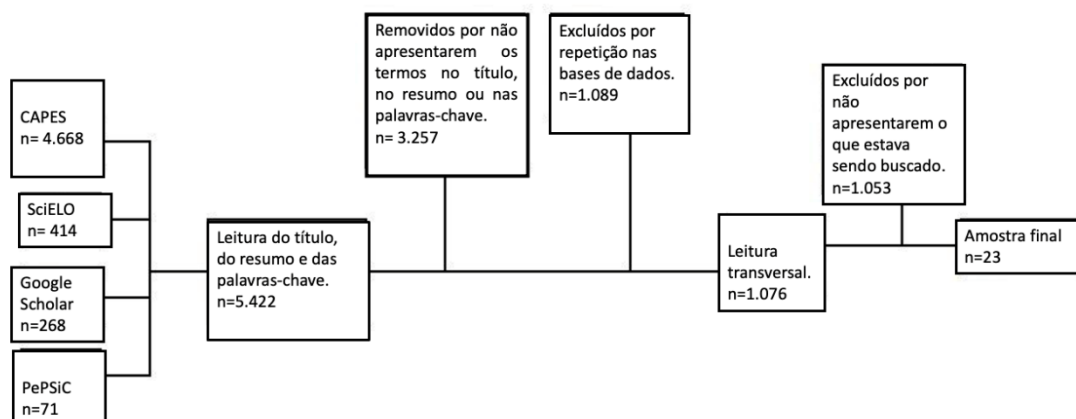 CAPES
n= 4.668
SciELO
n= 414
Google
Scholar
n=268
PePSiC
n=71
Leitura do título,
do resumo e das
palavras-chave.
n=5.422
Removidos por não
apresentarem os
termos no título,
no resumo ou nas
palavras-chave.
n= 3.257
Excluídos por
repetição nas
bases de dados.
n=1.089
Leitura
transversal.
n=1.076
Excluídos por
não
apresentarem o
que estava
sendo buscado.
n=1.053
Amostra final
n=23